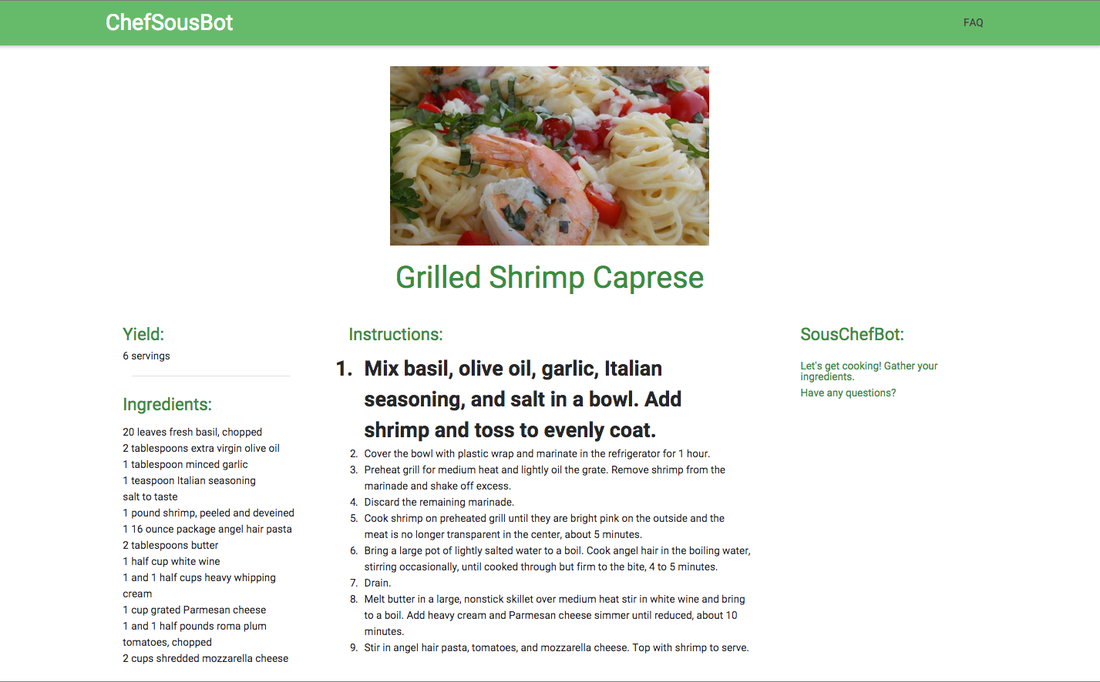 ChefSousBot
FAQ
Grilled Shrimp Caprese
Yield:
6 servings
Ingredients:
20 leaves fresh basil, chopped
2 tablespoons extra virgin olive oil
1 tablespoon minced garlic
1 teaspoon Italian seasoning
salt to taste
1 pound shrimp, peeled and deveined
1 16 ounce package angel hair pasta
2 tablespoons butter
1 half cup white wine
1 and 1 half cups heavy whipping
cream
1 cup grated Parmesan cheese
1 and 1 half pounds roma plum
tomatoes, chopped
2 cups shredded mozzarella cheese
Instructions:
1. Mix basil, olive oil, garlic, Italian
seasoning, and salt in a bowl. Add
shrimp and toss to evenly coat.
2. Cover the bowl with plastic wrap and marinate in the refrigerator for 1 hour.
3. Preheat grill for medium heat and lightly oil the grate. Remove shrimp from the
marinade and shake off excess.
4. Discard the remaining marinade.
5. Cook shrimp on preheated grill until they are bright pink on the outside and the
meat is no longer transparent in the center, about 5 minutes.
6. Bring a large pot of lightly salted water to a boil. Cook angel hair in the boiling water,
stirring occasionally, until cooked through but firm to the bite, 4 to 5 minutes.
7. Drain.
8. Melt butter in a large, nonstick skillet over medium heat stir in white wine and bring
to a boil. Add heavy cream and Parmesan cheese simmer until reduced, about 10
minutes.
9. Stir in angel hair pasta, tomatoes, and mozzarella cheese. Top with shrimp to serve.
SousChefBot:
Let's get cooking! Gather your
ingredients.
Have any questions?